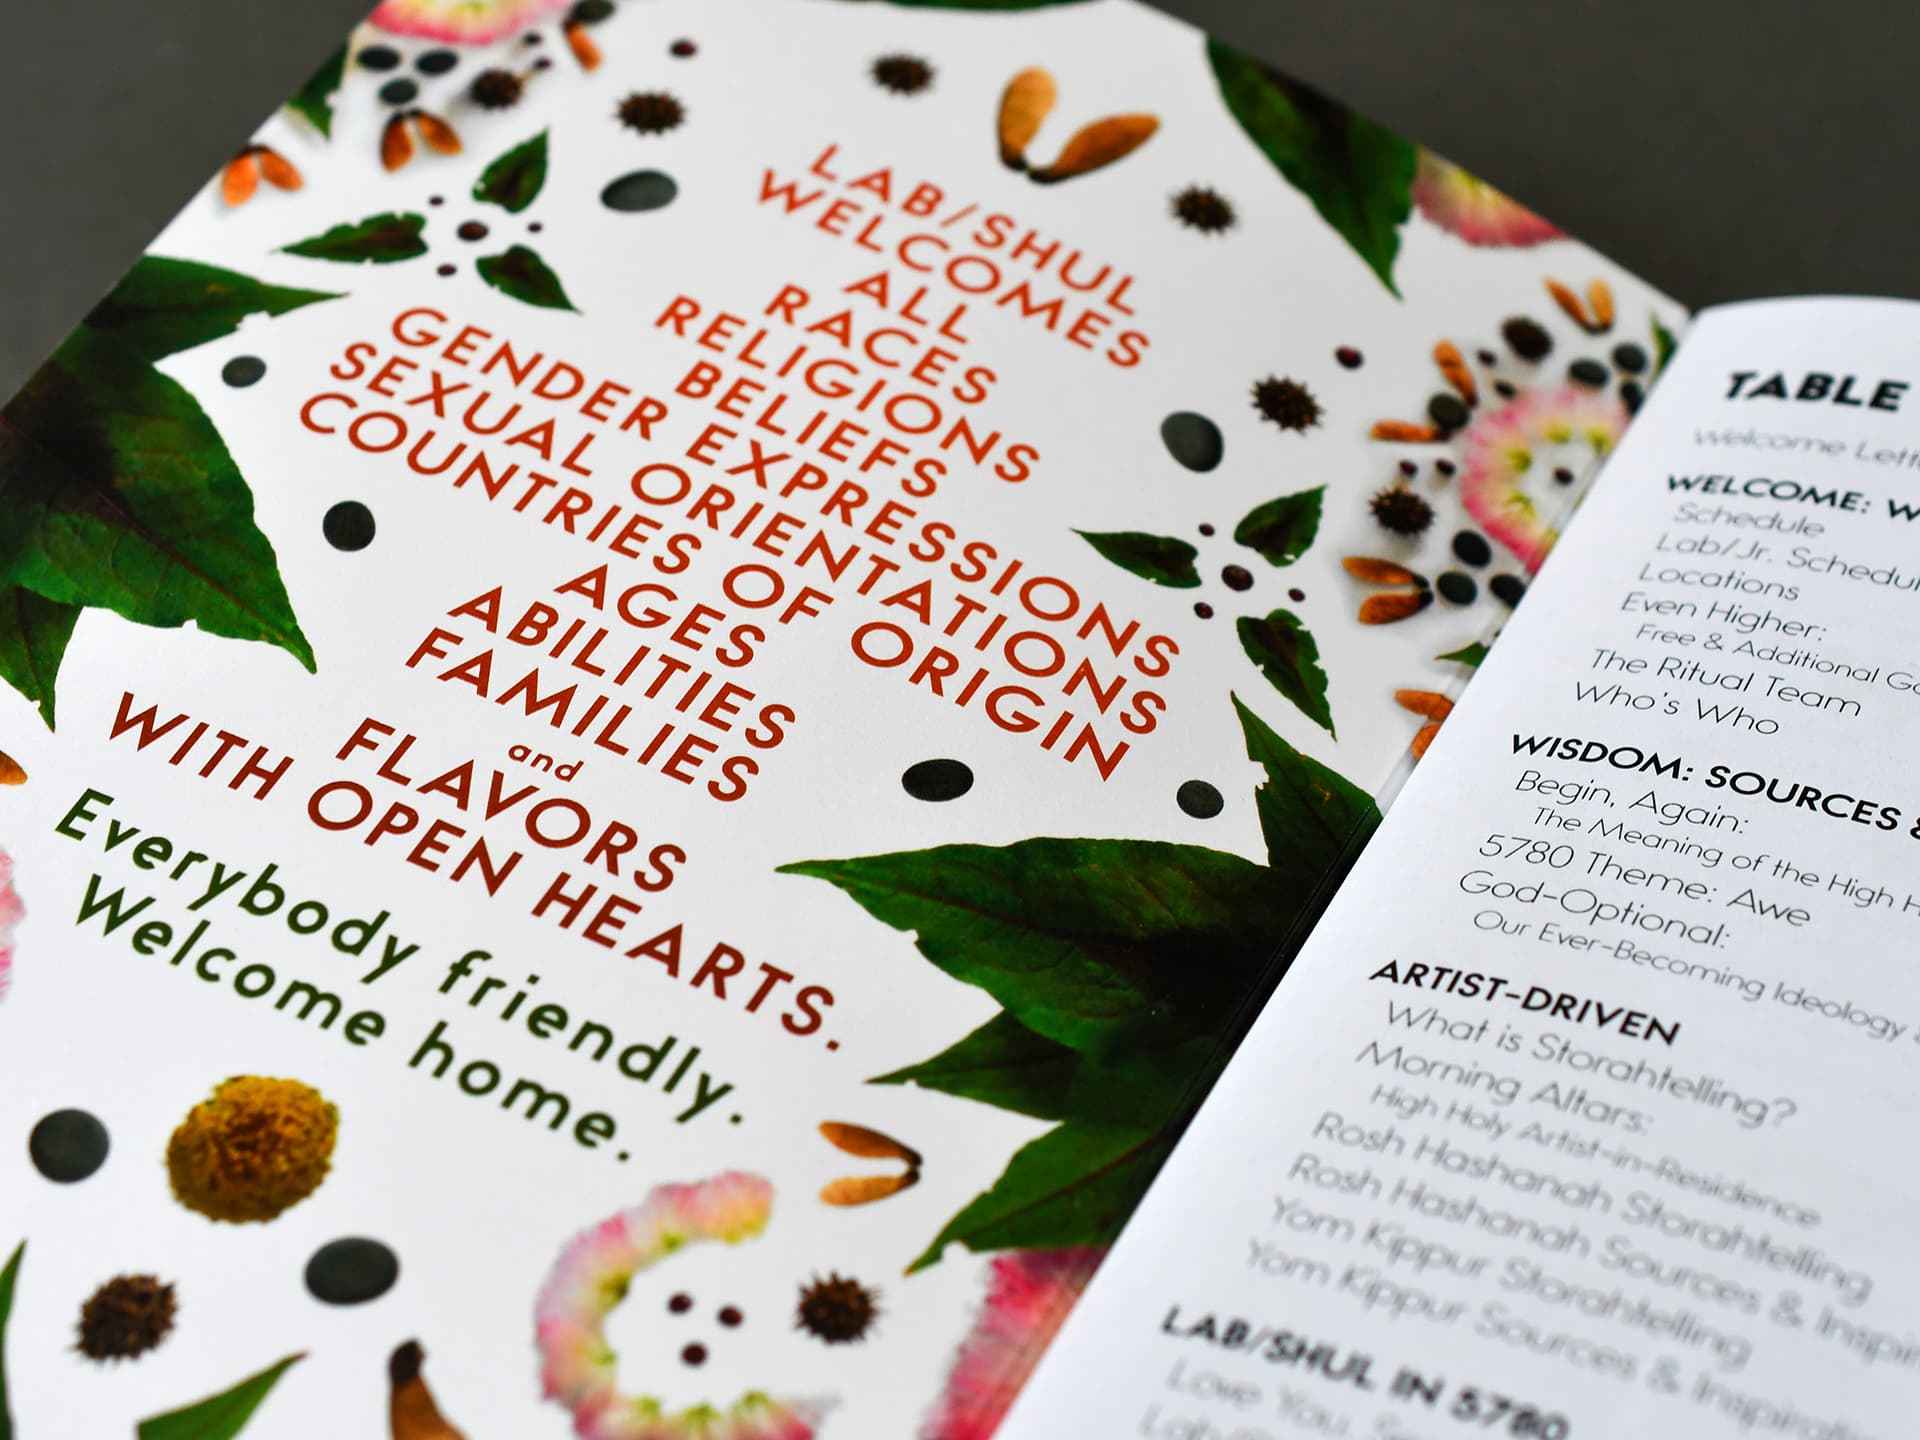 LAB/SHUL
WELCOMES
ALL
RACES
RELIGIONS
BELIEFS
GENDER EXPRESSIONS
SEXUAL ORIENTATIONS
COUNTRIES OF ORIGIN
AGES
ABILITIES
FAMILIES
and
FLAVORS
WITH OPEN HEARTS.
Everybody friendly.
Welcome home.
TABLE
Welcome
WELCOME:
Schedule
Lab/Jr.
Locations
Even Higher:
Free & Additional
The Ritual Team
Who's Who
WISDOM: SOURCES &
Begin, Again:
The Meaning of the High
5780 Theme: Awe
God-Optional:
Our Ever-Becoming Ideology
ARTIST-DRIVEN
What is Storahtelling?
Morning Altars:
High Holy Artist-in-Residence
Rosh Hashanah Storahtelling
Rosh Hashanah Sources &
Yom Kippur Storahtelling
Yom Kippur Sources &
LAB/SHUL IN 5780
Love You,